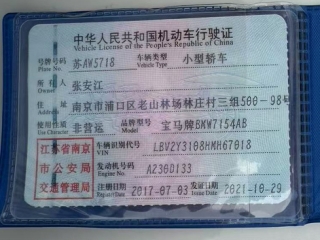 中华人民共和国机动车行驶证
Vehicle License of the People's Republic of China
号牌号码 Plate No. 苏AW5718 车辆类型 Vehicle Type 小型轿车
所有人 Owner 张安江
住址 Address 南京市浦口区老山林场林庄村三组500-98号
使用性质 Use Character 非营运 品牌型号 Model 宝马牌BMW7154AB
江苏省南京市公安局交通管理局
车辆识别代号 VIN LBV2Y3108HMH67018
发动机号码 Engine No. A230D133
注册日期 Register Date 2017-07-03 发证日期 Issue Date 2021-10-29